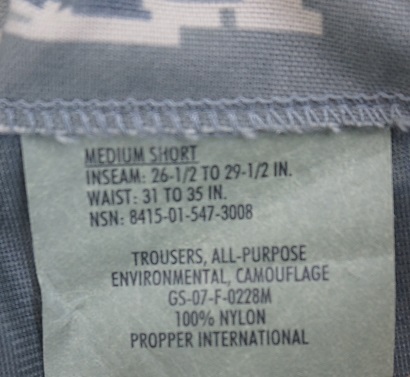 MEDIUM SHORT
INSEAM: 26-1/2 TO 29-1/2 IN.
WAIST: 31 TO 35 IN.
NSN: 8415-01-547-3008
TROUSERS, ALL-PURPOSE
ENVIRONMENTAL, CAMOUFLAGE
GS-07-F-0228M
100% NYLON
PROPPER INTERNATIONAL